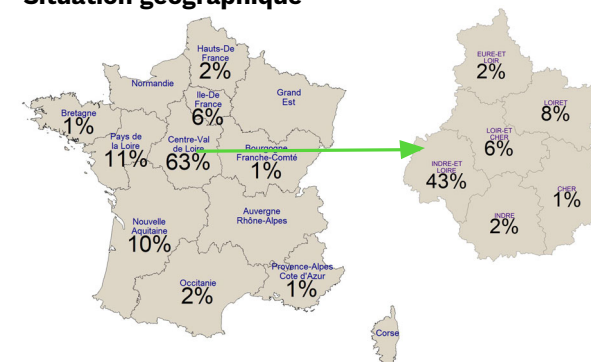 Situation géographique
Hauts-De
France
2%
Normandie
Ile-De
France
6%
Grand
Est
Bretagne
1%
Pays de
la Loire
11%
Centre-Val
de Loire
63%
Bourgogne
Franche-Comté
1%
Nouvelle
Aquitaine
10%
Auvergne
Rhône-Alpes
Occitanie
2%
Provence-Alpes
Cote d'Azur
1%
Corse
EURE-ET
LOIR
2%
LOIRET
8%
LOIR-ET
CHER
6%
INDRE-ET
LOIRE
43%
CHER
1%
INDRE
2%